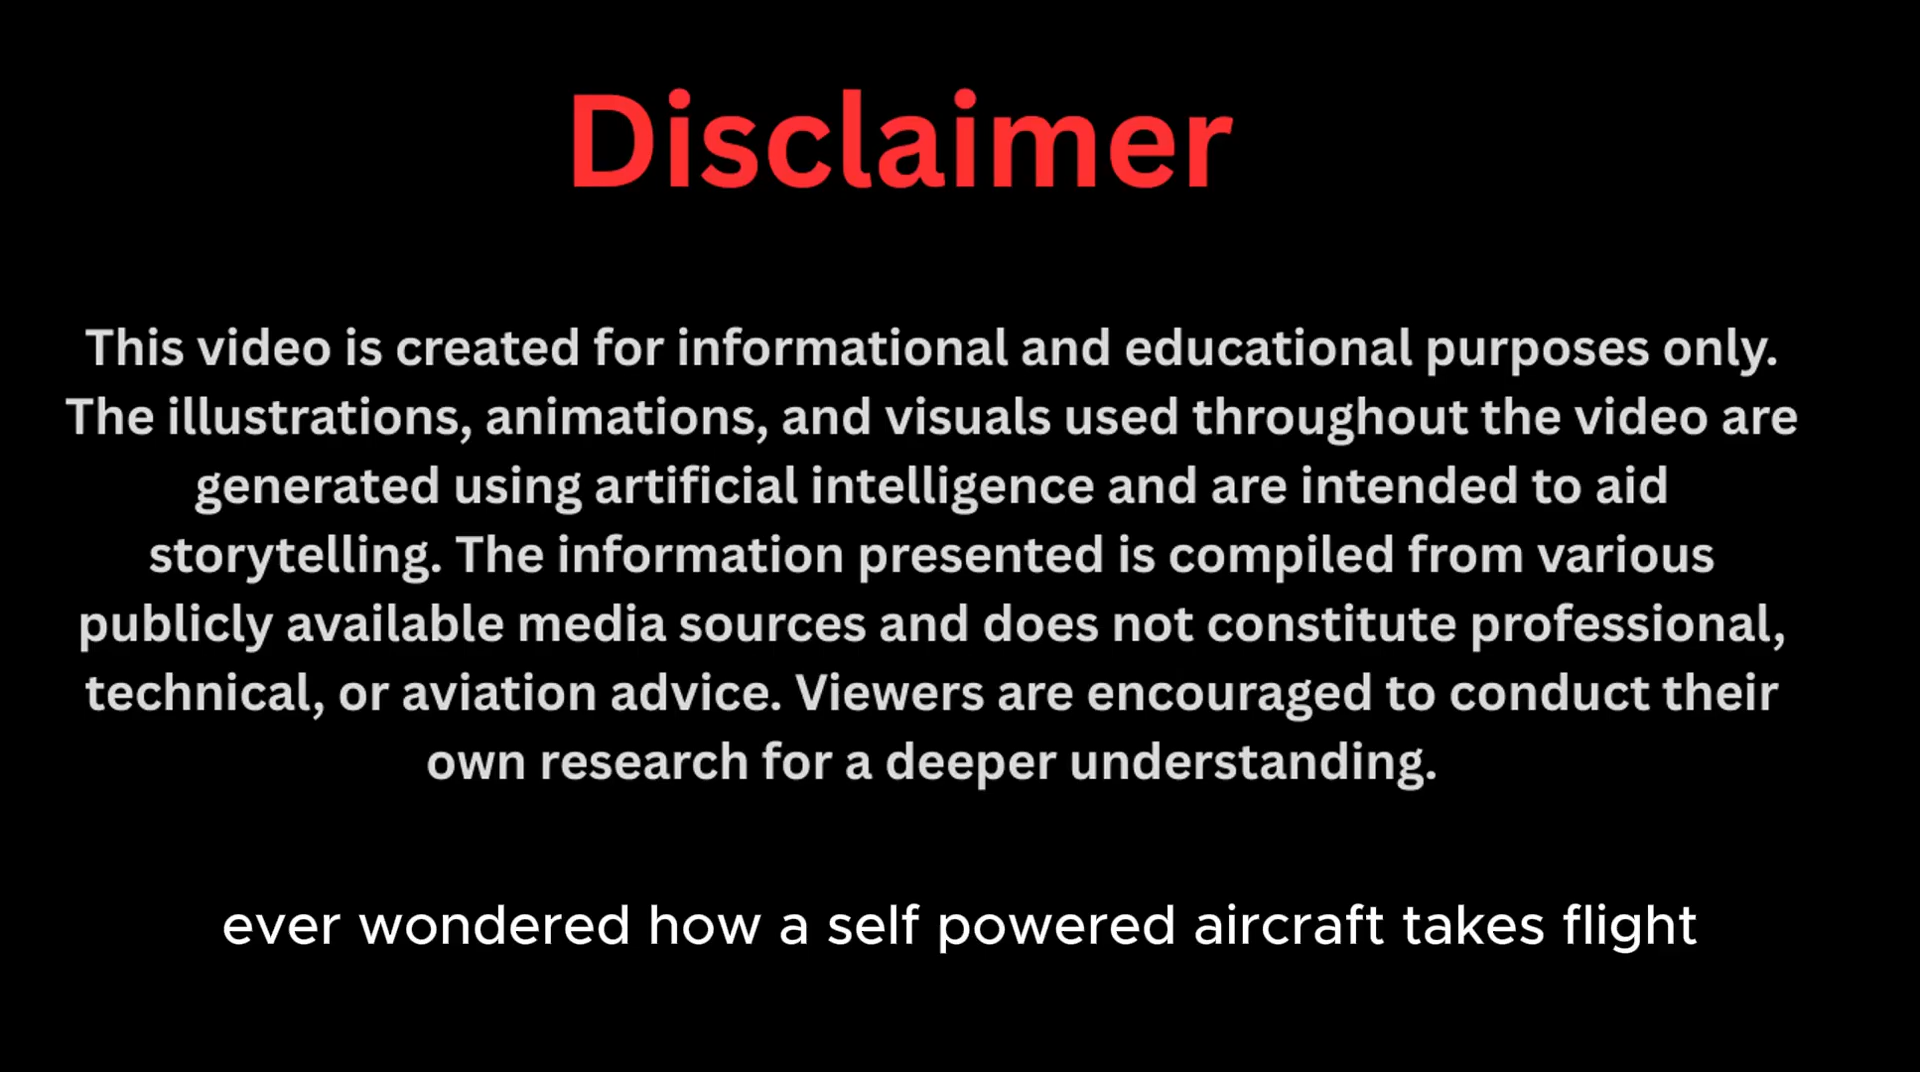 Disclaimer
This video is created for informational and educational purposes only.
The illustrations, animations, and visuals used throughout the video are
generated using artificial intelligence and are intended to aid
storytelling. The information presented is compiled from various
publicly available media sources and does not constitute professional,
technical, or aviation advice. Viewers are encouraged to conduct their
own research for a deeper understanding.
ever wondered how a self powered aircraft takes flight